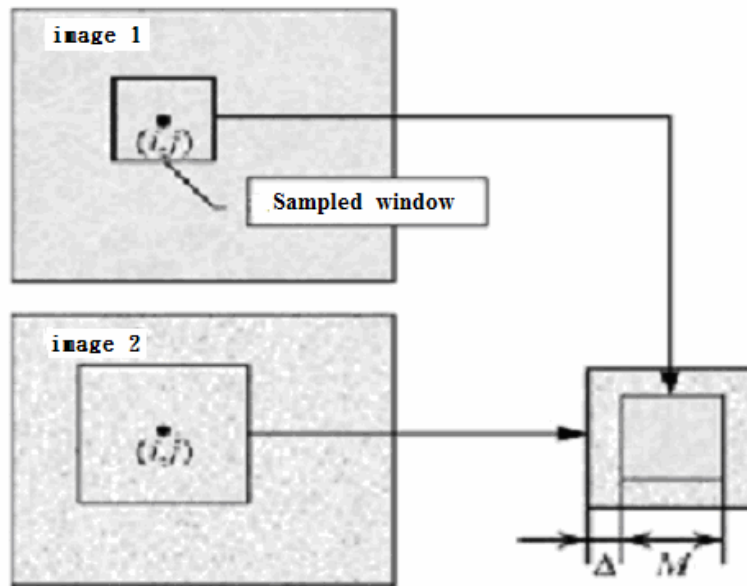 image 1
(i,j)
Sampled window
image 2
(i,j)
Δ M